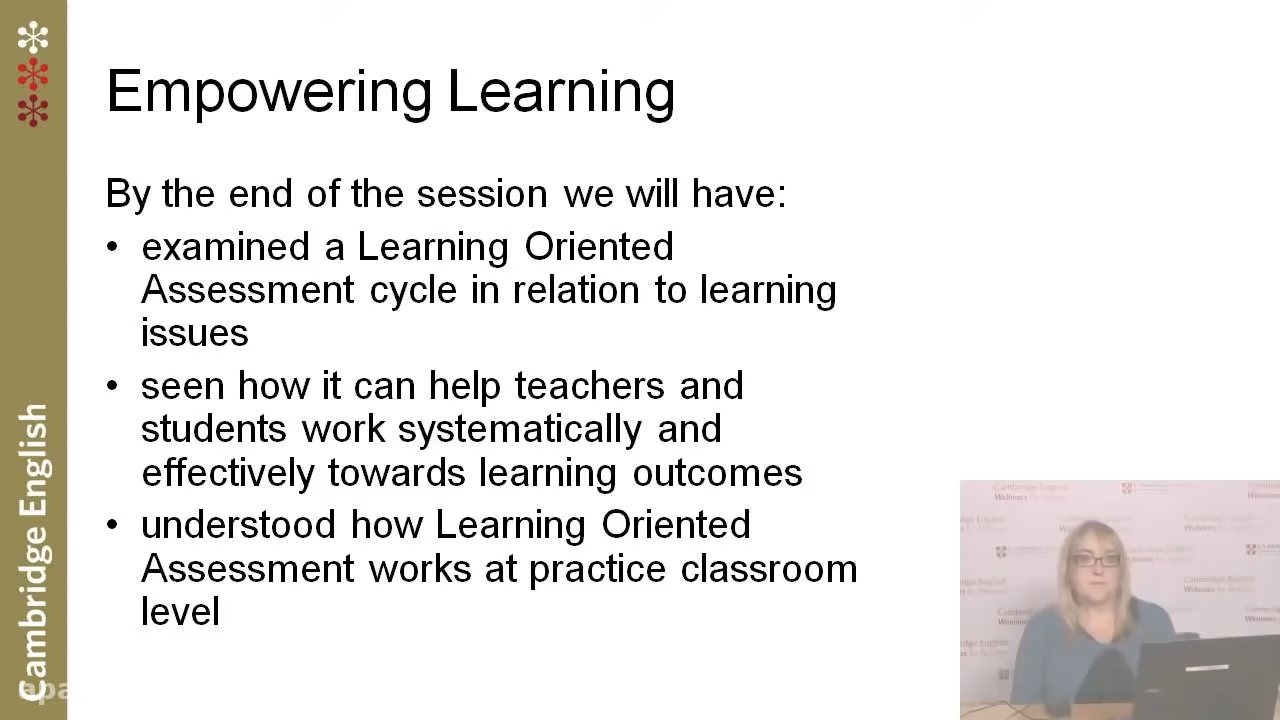 Empowering Learning
By the end of the session we will have:
• examined a Learning Oriented
Assessment cycle in relation to learning
issues
• seen how it can help teachers and
students work systematically and
effectively towards learning outcomes
• understood how Learning Oriented
Assessment works at practice classroom
level
Cambridge English
apa